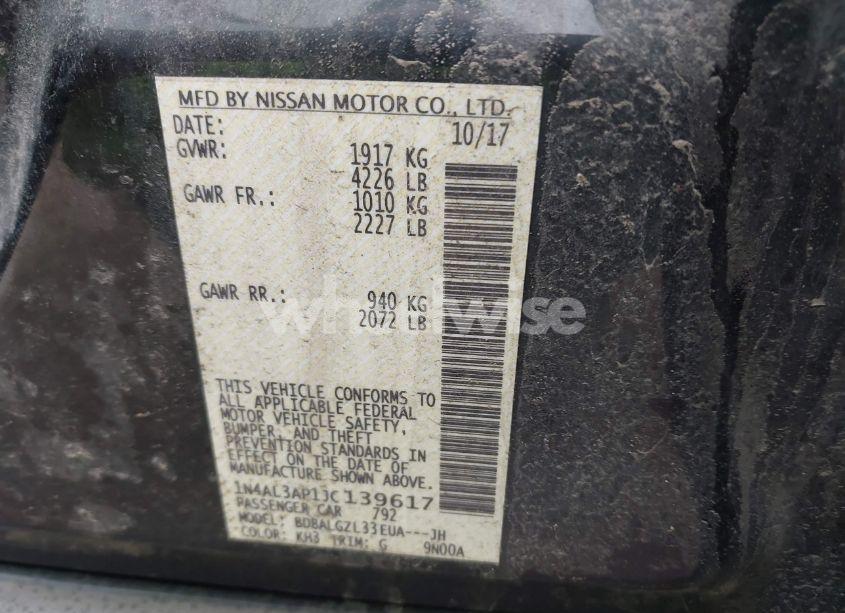 MFD BY NISSAN MOTOR CO., LTD.
DATE: 10/17
GVWR: 1917 KG
4226 LB
GAWR FR.: 1010 KG
2227 LB
GAWR RR.: 940 KG
2072 LB
whatwise
THIS VEHICLE CONFORMS TO
ALL APPLICABLE FEDERAL
MOTOR VEHICLE SAFETY,
BUMPER, AND THEFT
PREVENTION STANDARDS IN
EFFECT ON THE DATE OF
MANUFACTURE SHOWN ABOVE.
1N4AL3AP1JC139617
PASSENGER CAR 792
MODEL: BDBALGZL33EUA---JH
COLOR: KH3 TRIM: G 9N00A